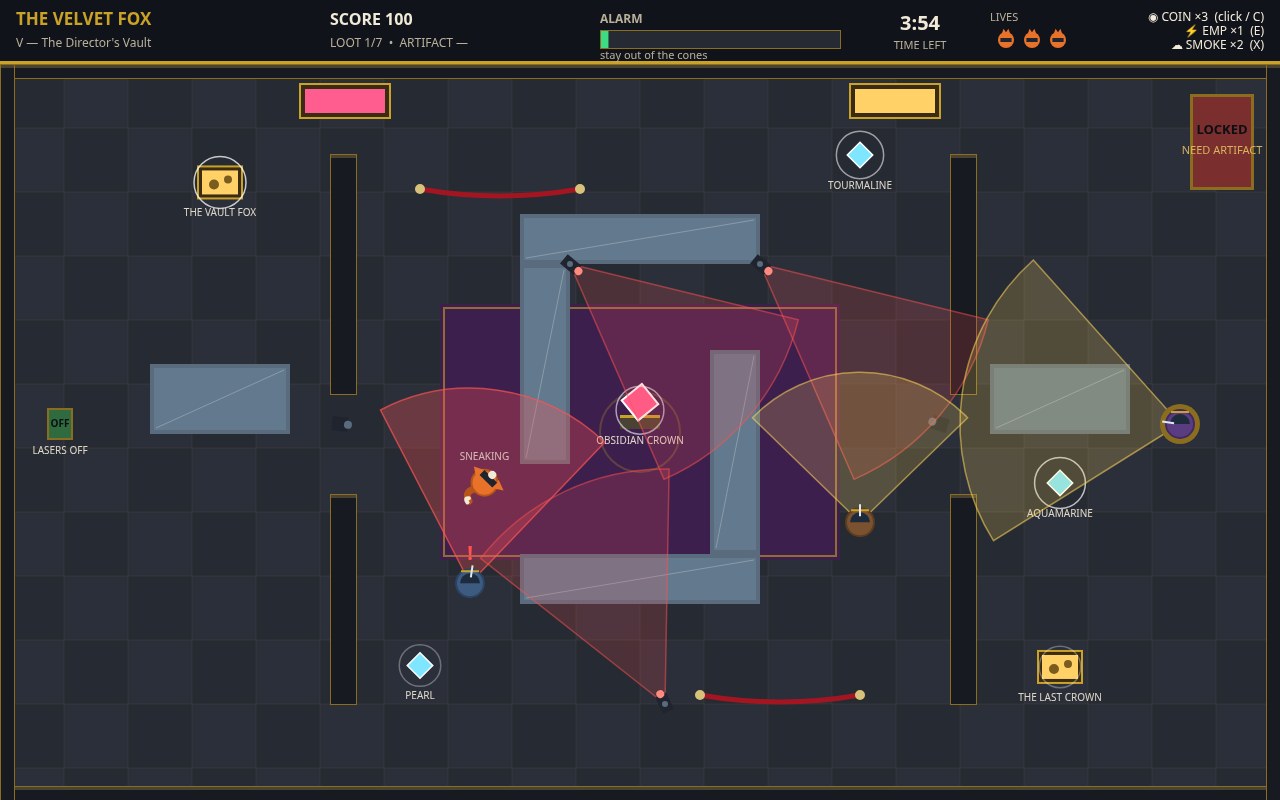 THE VELVET FOX
V — The Director's Vault
SCORE 100
LOOT 1/7 • ARTIFACT —
ALARM
stay out of the cones
3:54
TIME LEFT
LIVES
◉ COIN ×3 (click / C)
⚡ EMP ×1 (E)
☁ SMOKE ×2 (X)
LOCKED
NEED ARTIFACT
TOURMALINE
THE VAULT FOX
OFF
LASERS OFF
OBSIDIAN CROWN
SNEAKING
!
AQUAMARINE
PEARL
THE LAST CROWN